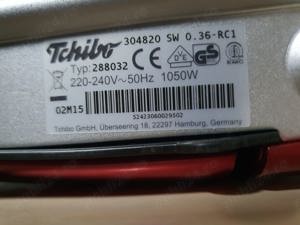 Tchibo 304820 SW 0.36-RC1
Typ: 288032
220-240V~50Hz 1050W
02M15
S2423060029502
Tchibo GmbH, Überseering 18, 22297 Hamburg, Germany